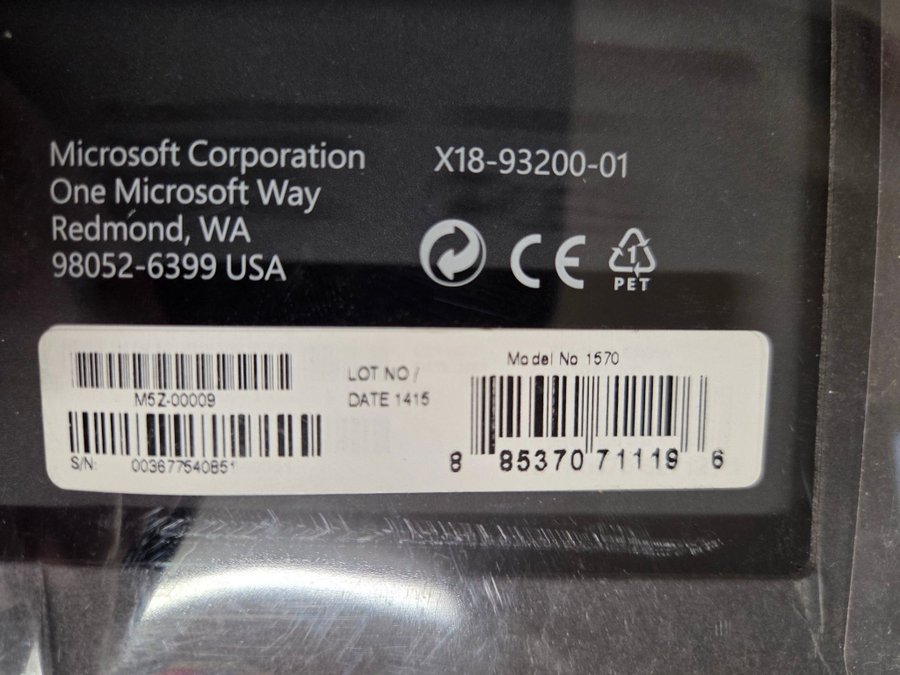 Microsoft Corporation
One Microsoft Way
Redmond, WA
98052-6399 USA
X18-93200-01
CE
1
PET
M5Z-00009
S/N: 003677540851
LOT NO /
DATE 1415
Model No 1570
8 85370 71119 6